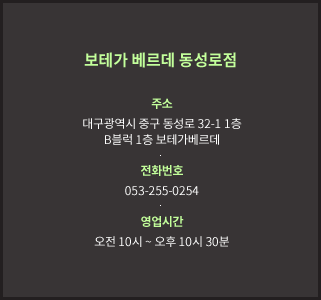 보테가 베르데 동성로점
주소
대구광역시 중구 동성로 32-1 1층
B블럭 1층 보테가베르데
.
전화번호
053-255-0254
.
영업시간
오전 10시 ~ 오후 10시 30분